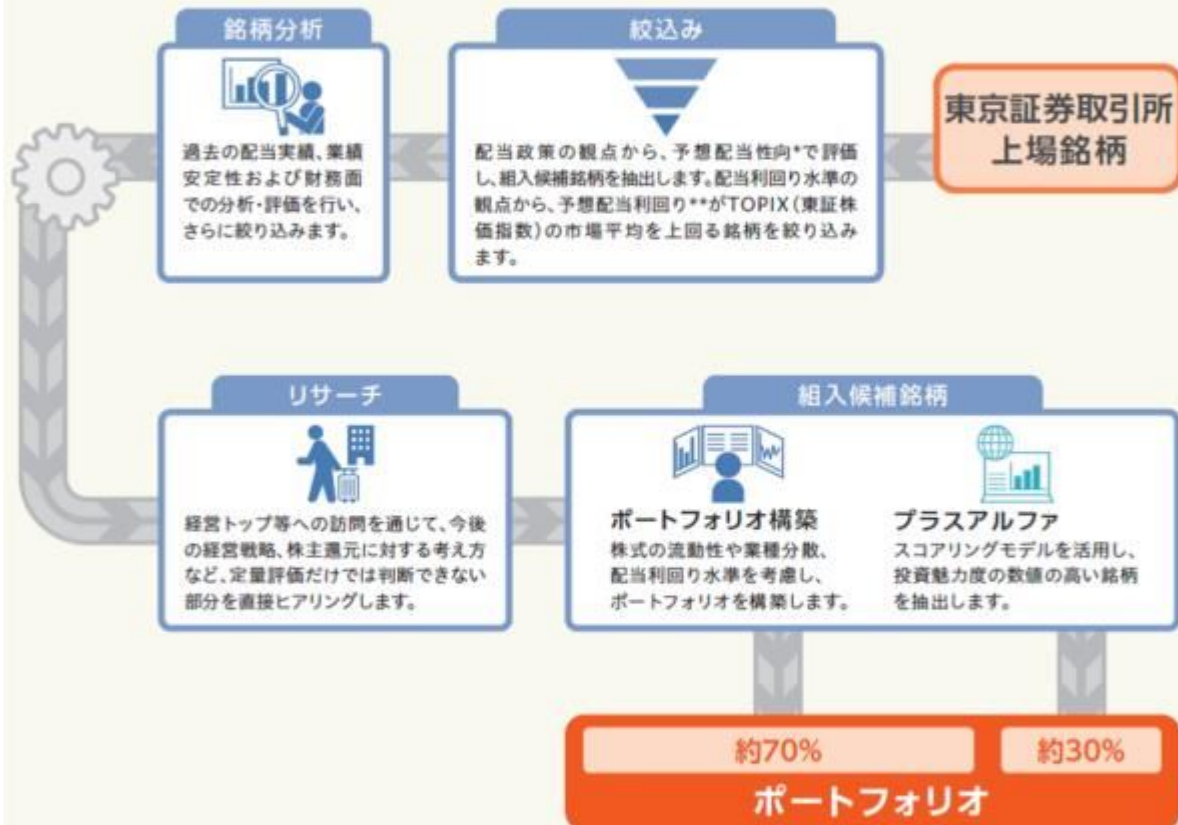 東京証券取引所
上場銘柄
絞込み
配当政策の観点から、予想配当性向*で評価
し、組入候補銘柄を抽出します。配当利回り水準の
観点から、予想配当利回り**がTOPIX(東証株
価指数)の市場平均を上回る銘柄を絞り込み
ます。
銘柄分析
過去の配当実績、業績
安定性および財務面
での分析・評価を行い、
さらに絞り込みます。
リサーチ
経営トップ等への訪問を通じて、今後
の経営戦略、株主還元に対する考え方
など、定量評価だけでは判断できない
部分を直接ヒアリングします。
組入候補銘柄
ポートフォリオ構築
株式の流動性や業種分散、
配当利回り水準を考慮し、
ポートフォリオを構築します。
プラスアルファ
スコアリングモデルを活用し、
投資魅力度の数値の高い銘柄
を抽出します。
約70%
約30%
ポートフォリオ